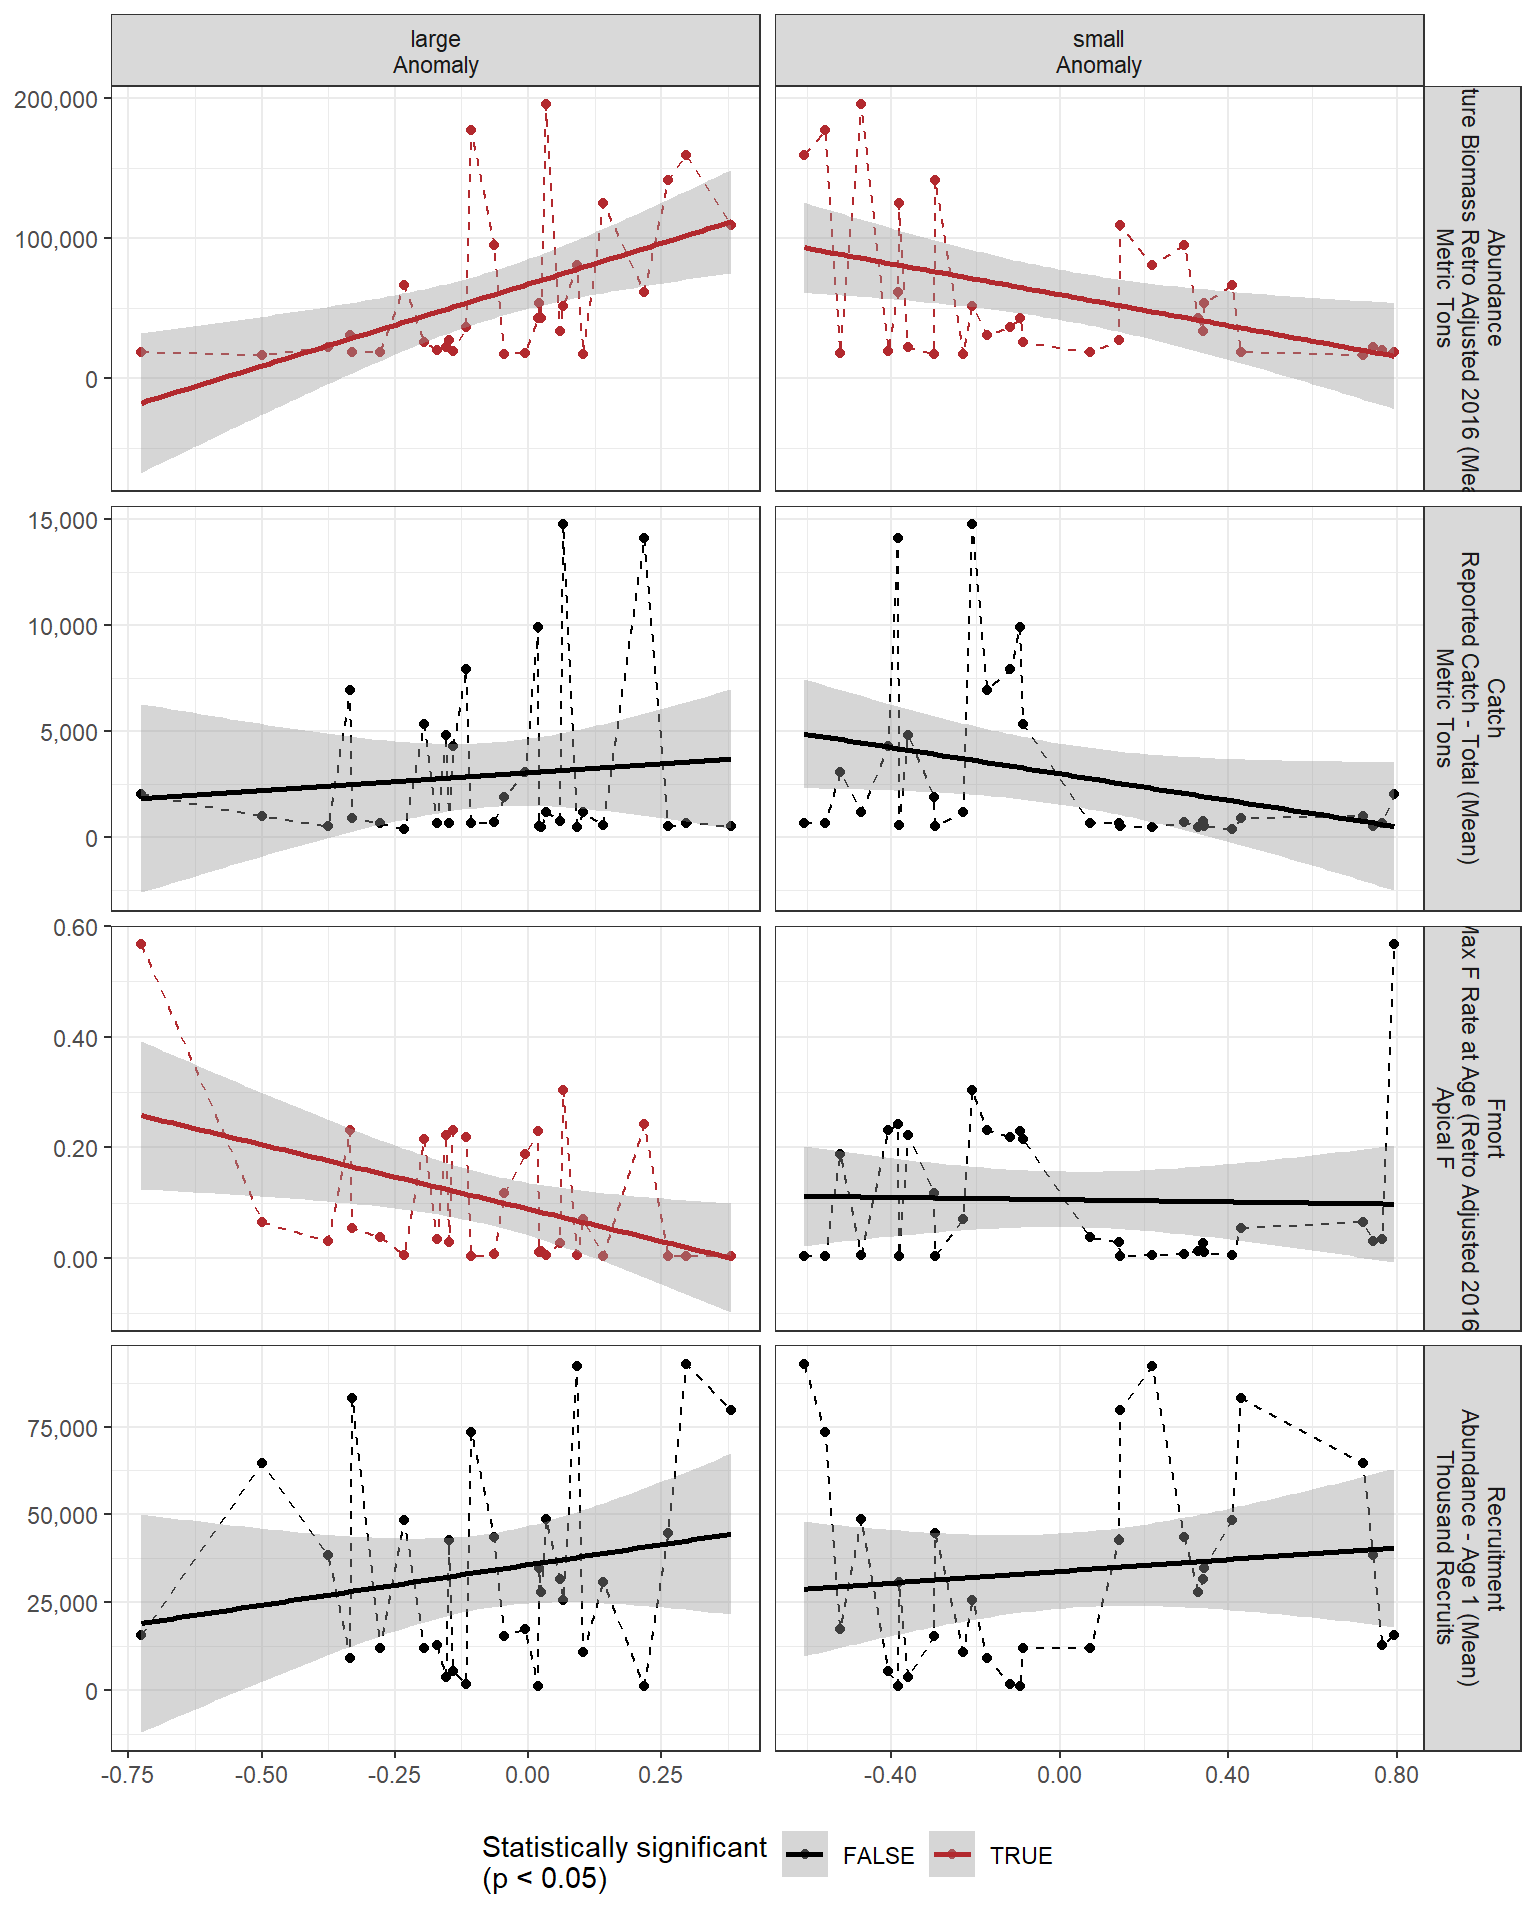 large
Anomaly
small
Anomaly
200,000
100,000
0
Abundance
Biomass Retro Adjusted 2016
Metric Tons
15,000
10,000
5,000
0
Catch
Reported Catch - Total (Mean)
Metric Tons
0.60
0.40
0.20
0.00
Fmort
F Rate at Age (Retro Adjusted 2016
Apical F
75,000
50,000
25,000
0
Recruitment
Abundance - Age 1 (Mean)
Thousand Recruits
-0.75
-0.50
-0.25
0.00
0.25
-0.40
0.00
0.40
0.80
Statistically significant
(p < 0.05)
FALSE
TRUE